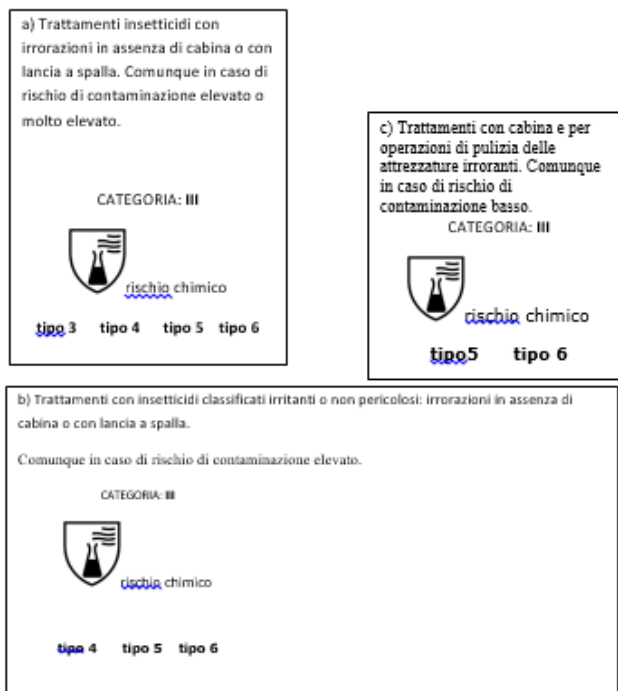 a) Trattamenti insetticidi con
irrorazioni in assenza di cabina o con
lancia a spalla. Comunque in caso di
rischio di contaminazione elevato o
molto elevato.
CATEGORIA: III
rischio chimico
tipo 3 tipo 4 tipo 5 tipo 6
c) Trattamenti con cabina e per
operazioni di pulizia delle
attrezzature irroranti. Comunque
in caso di rischio di
contaminazione basso.
CATEGORIA: III
rischio chimico
tipo5 tipo 6
b) Trattamenti con insetticidi classificati irritanti o non pericolosi: irrorazioni in assenza di
cabina o con lancia a spalla.
Comunque in caso di rischio di contaminazione elevato.
CATEGORIA: III
rischio chimico
tipo 4 tipo 5 tipo 6